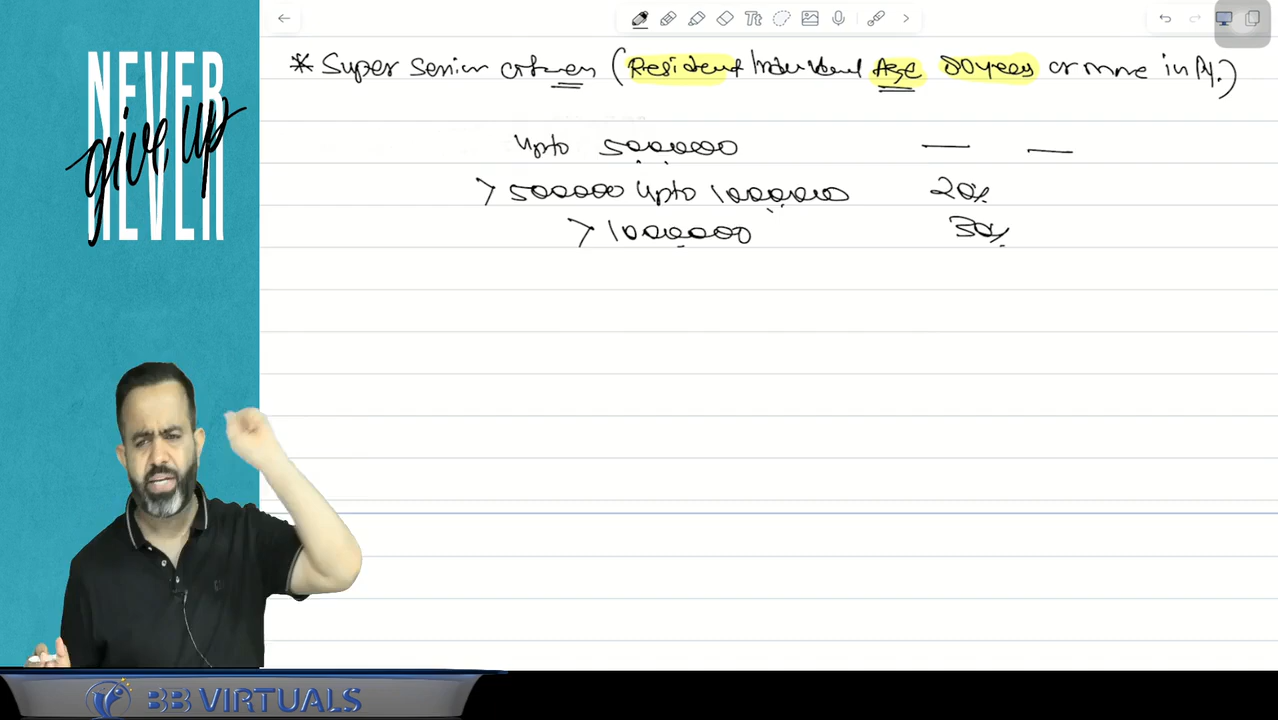 NEVER
give up
NEVER
* Super Senior citizen (Resident Individual Age 80 years or more in P.Y.)
Upto 500000 — —
> 500000 upto 1000000 20%
> 1000000 30%
Tt
BB VIRTUALS